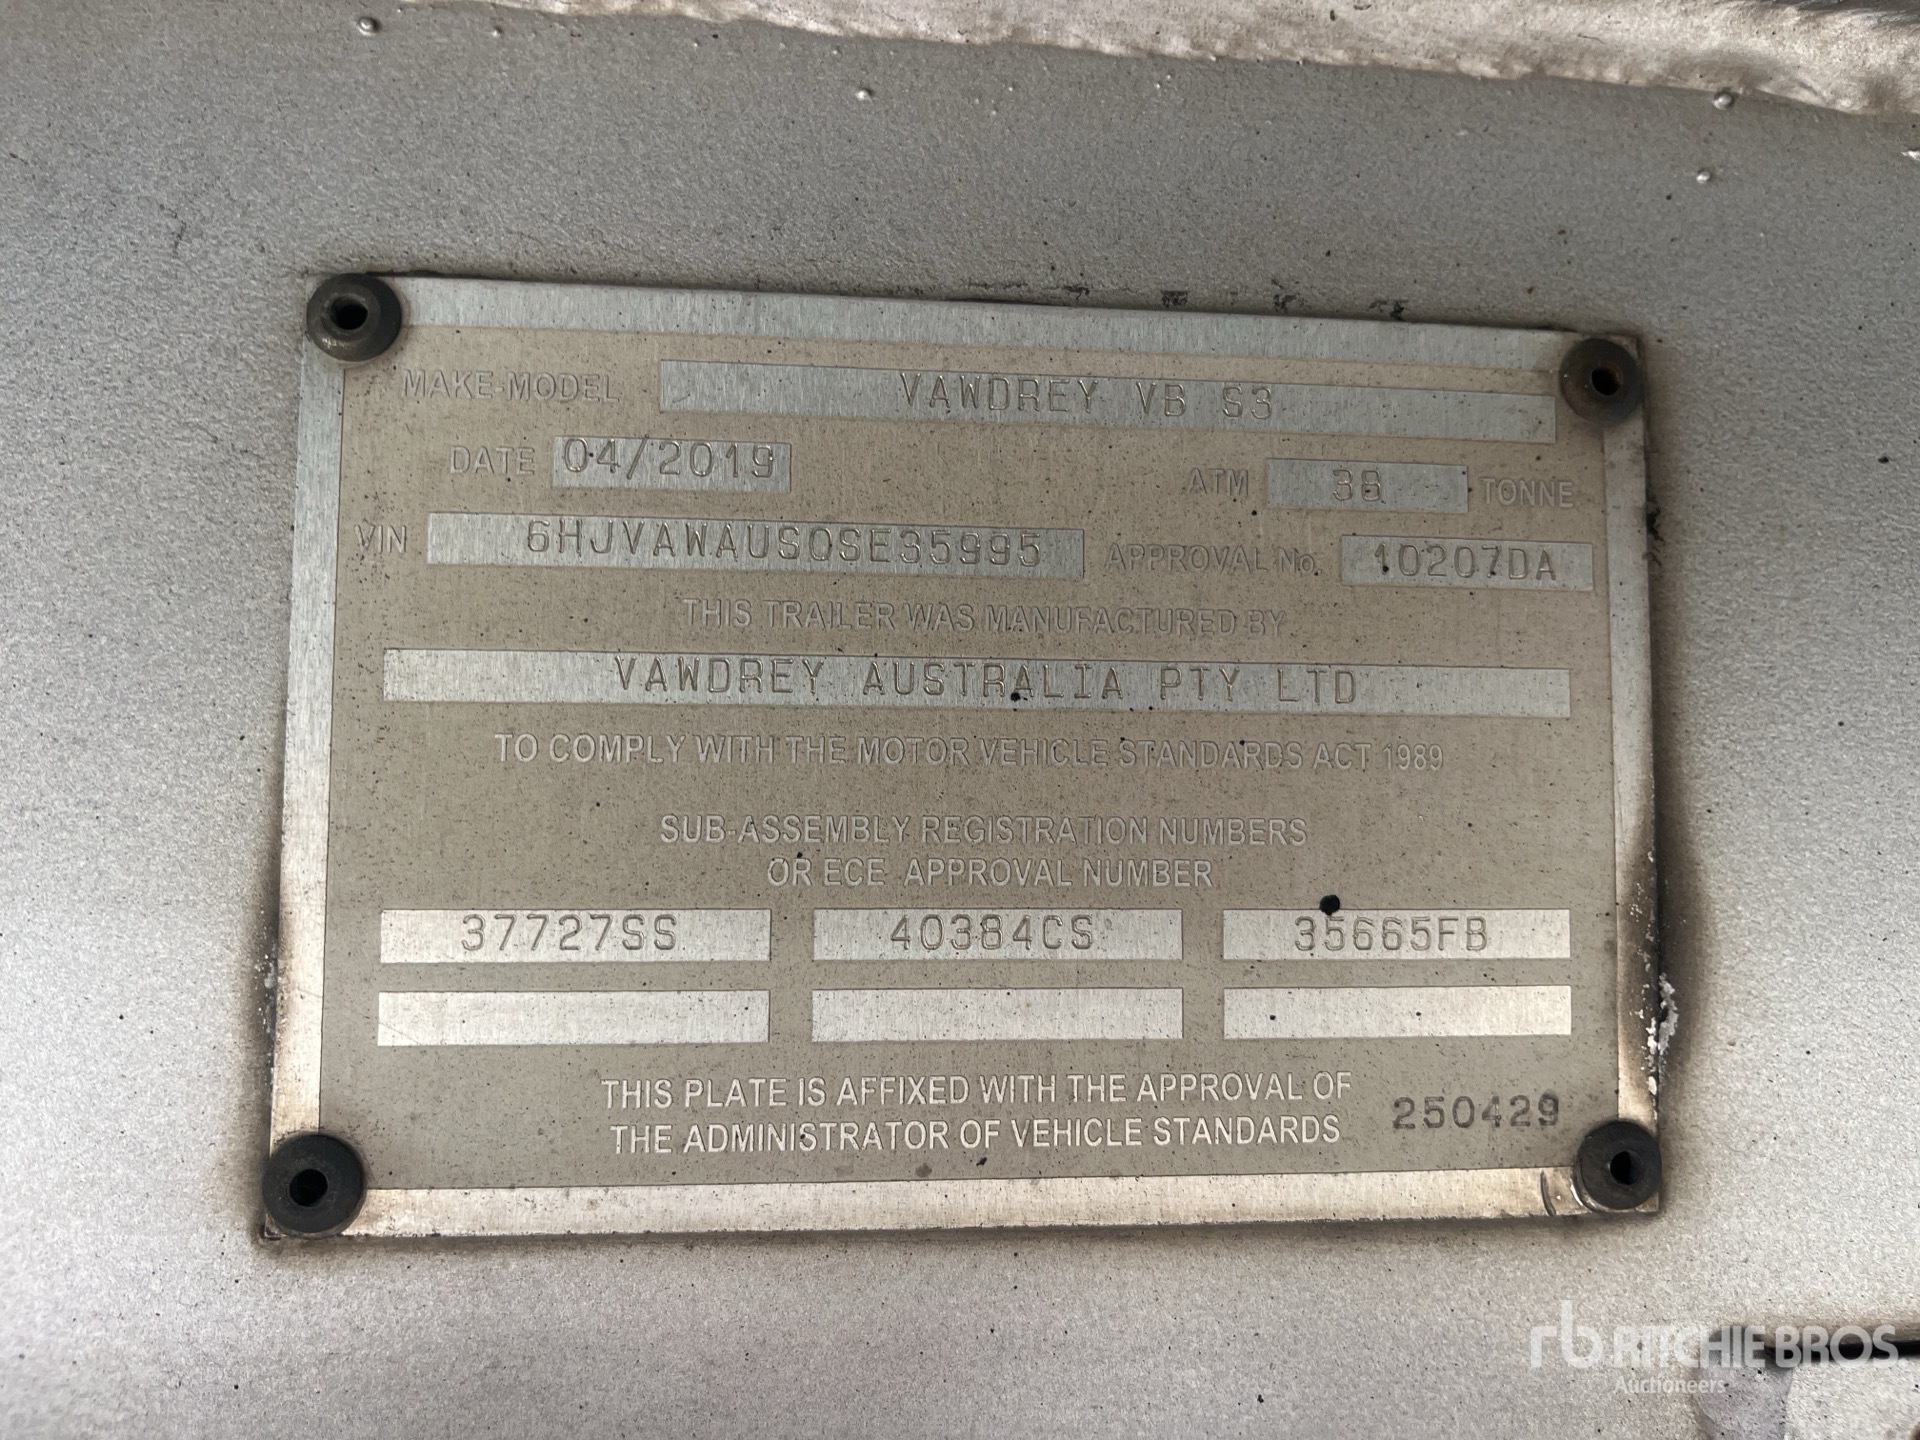 MAKE-MODEL VAWDREY VB S3
DATE 04/2019 ATM 38 TONNE
VIN 6HJVAWAUSOSE35995 APPROVAL No. 10207DA
THIS TRAILER WAS MANUFACTURED BY
VAWDREY AUSTRALIA PTY LTD
TO COMPLY WITH THE MOTOR VEHICLE STANDARDS ACT 1989
SUB-ASSEMBLY REGISTRATION NUMBERS
OR ECE APPROVAL NUMBER
37727SS 40384CS 35665FB
THIS PLATE IS AFFIXED WITH THE APPROVAL OF
THE ADMINISTRATOR OF VEHICLE STANDARDS 250429
rb RITCHIE BROS
Auctioneers